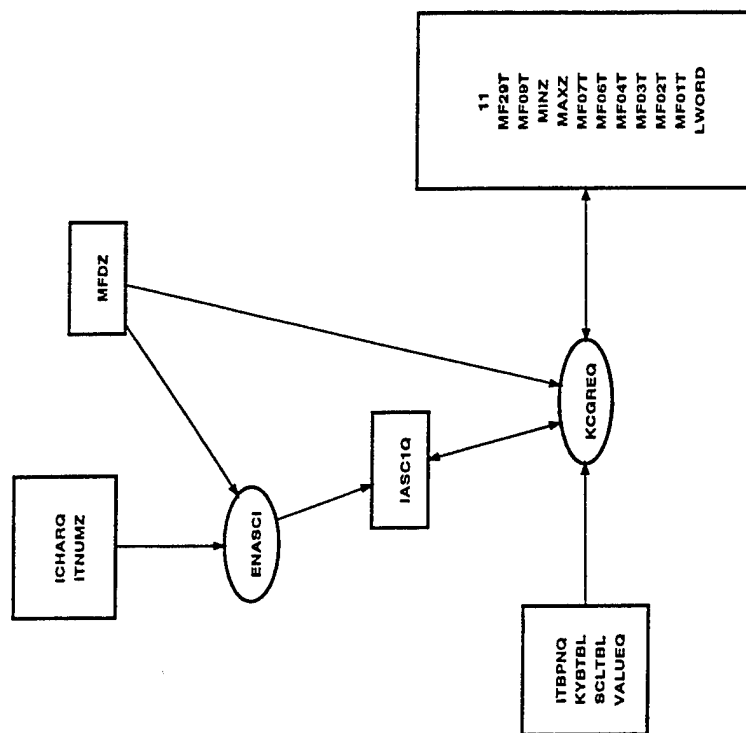 ICHARQ
ITNUMZ
MFDZ
ENASCI
IASC1Q
KCGREQ
ITBPNQ
KYBTBL
SCLTBL
VALUEQ
11
MF29T
MF09T
MINZ
MAXZ
MF07T
MF06T
MF04T
MF03T
MF02T
MF01T
LWORD